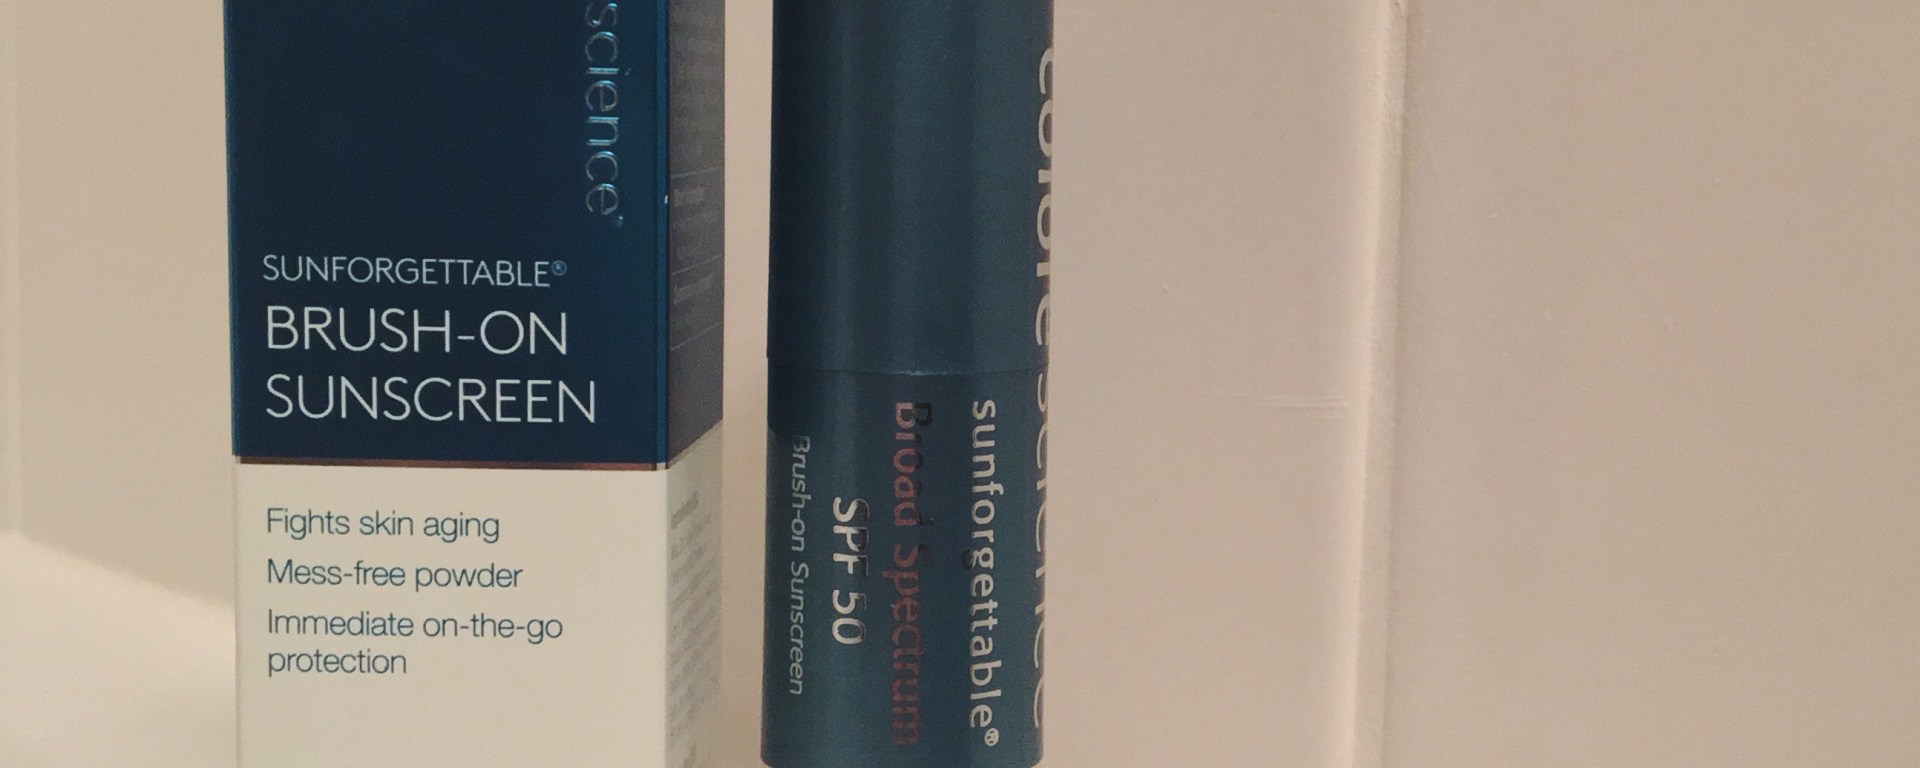 science®
SUNFORGETTABLE®
BRUSH-ON
SUNSCREEN
Fights skin aging
Mess-free powder
Immediate on-the-go
protection
colorescience
sunforgettable®
Broad Spectrum
SPF 50
Brush-on Sunscreen